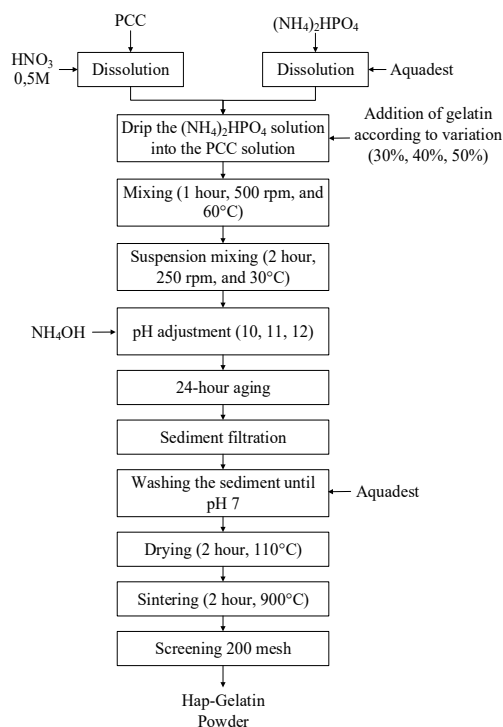 PCC
(NH₄)₂HPO₄
HNO₃
0,5M
Dissolution
Dissolution
Aquadest
Drip the (NH₄)₂HPO₄ solution
into the PCC solution
Addition of gelatin
according to variation
(30%, 40%, 50%)
Mixing (1 hour, 500 rpm, and
60°C)
Suspension mixing (2 hour,
250 rpm, and 30°C)
NH₄OH
pH adjustment (10, 11, 12)
24-hour aging
Sediment filtration
Washing the sediment until
pH 7
Aquadest
Drying (2 hour, 110°C)
Sintering (2 hour, 900°C)
Screening 200 mesh
Hap-Gelatin
Powder